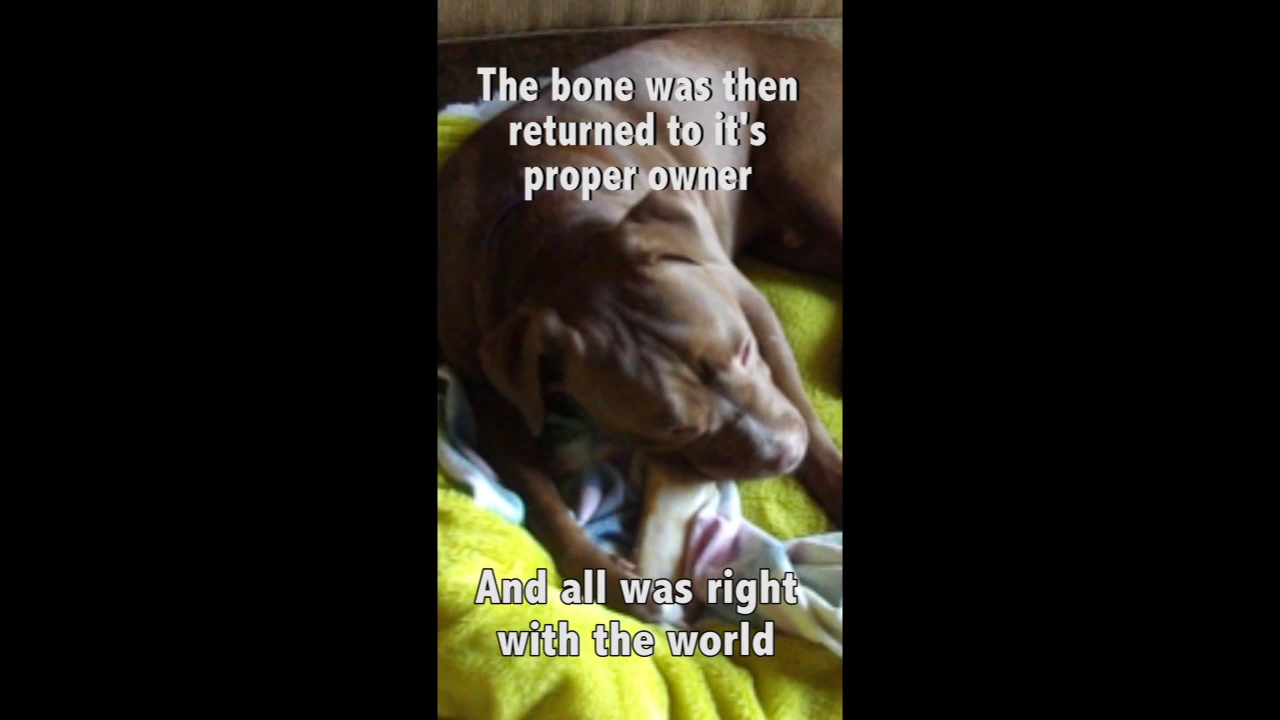 The bone was then
returned to it's
proper owner
And all was right
with the world